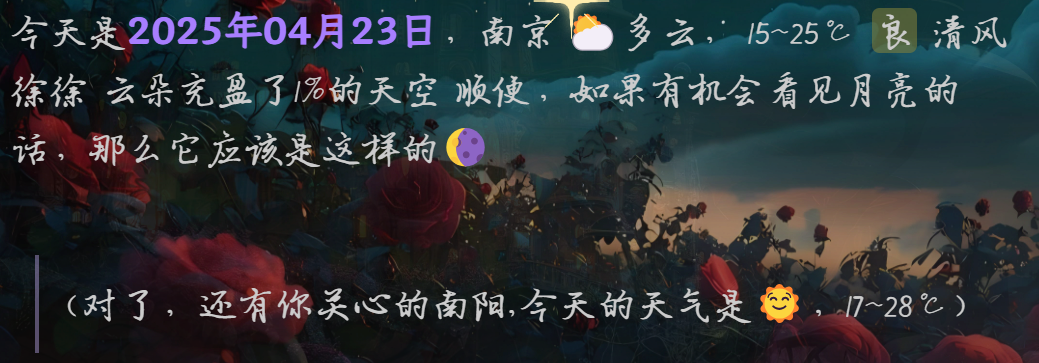 今天是2025年04月23日，南京 多云， 15~25℃ 良 清风
徐徐 云朵充盈了1%的天空 顺便，如果有机会看见月亮的
话，那么它应该是这样的
（对了，还有你关心的南阳,今天的天气是 ，17~28℃）